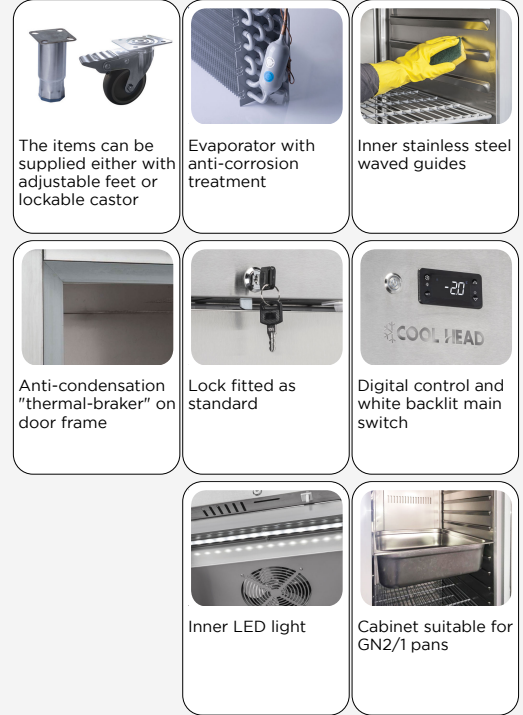 The items can be
supplied either with
adjustable feet or
lockable castor
Evaporator with
anti-corrosion
treatment
Inner stainless steel
waved guides
-20
COOL HEAD
Anti-condensation
"thermal-braker" on
door frame
Lock fitted as
standard
Digital control and
white backlit main
switch
Inner LED light
Cabinet suitable for
GN2/1 pans